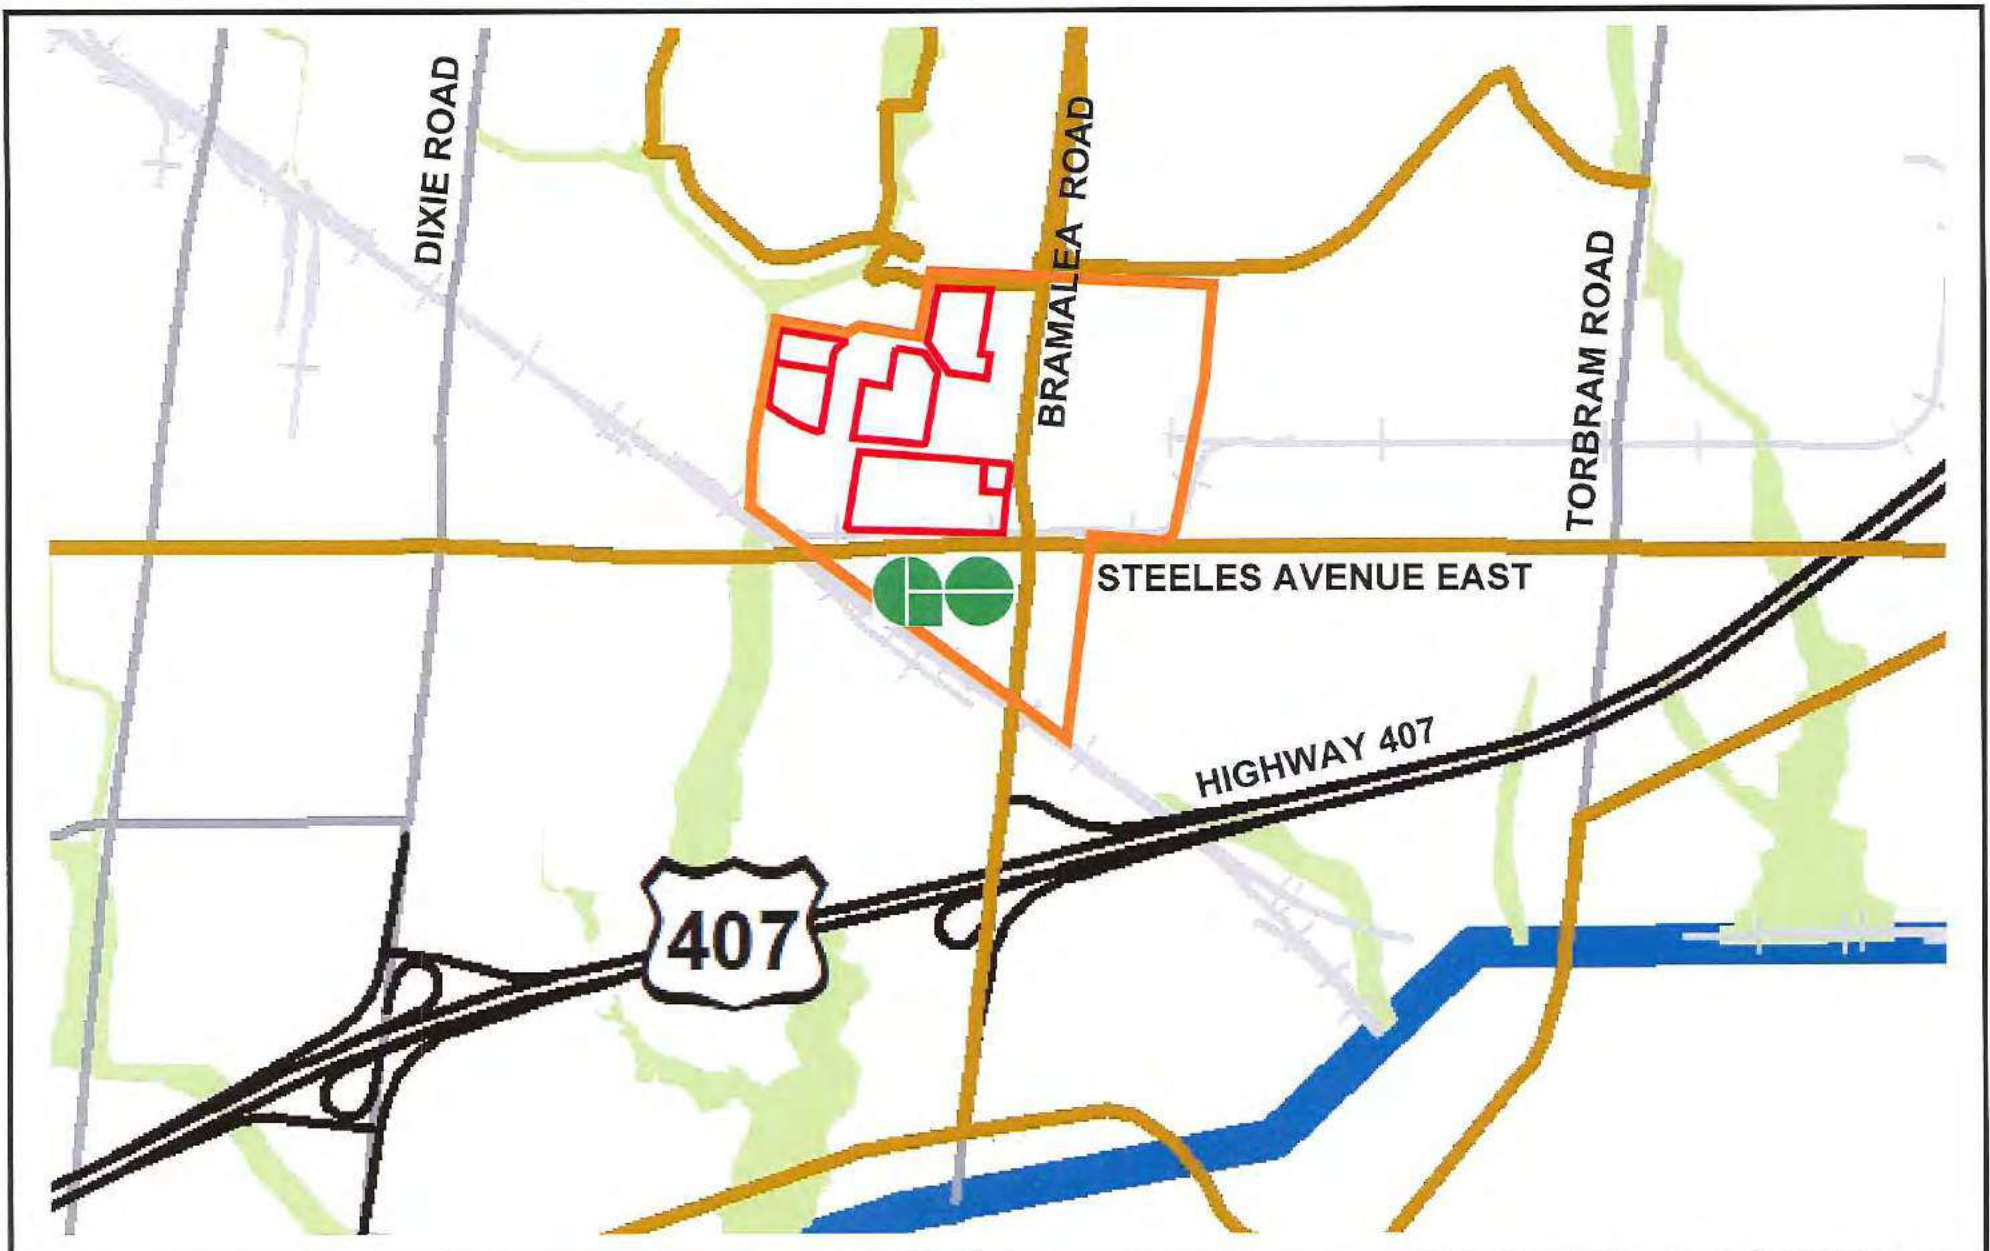 DIXIE ROAD
BRAMALEA ROAD
TORBRAM ROAD
GO
STEELES AVENUE EAST
HIGHWAY 407
407